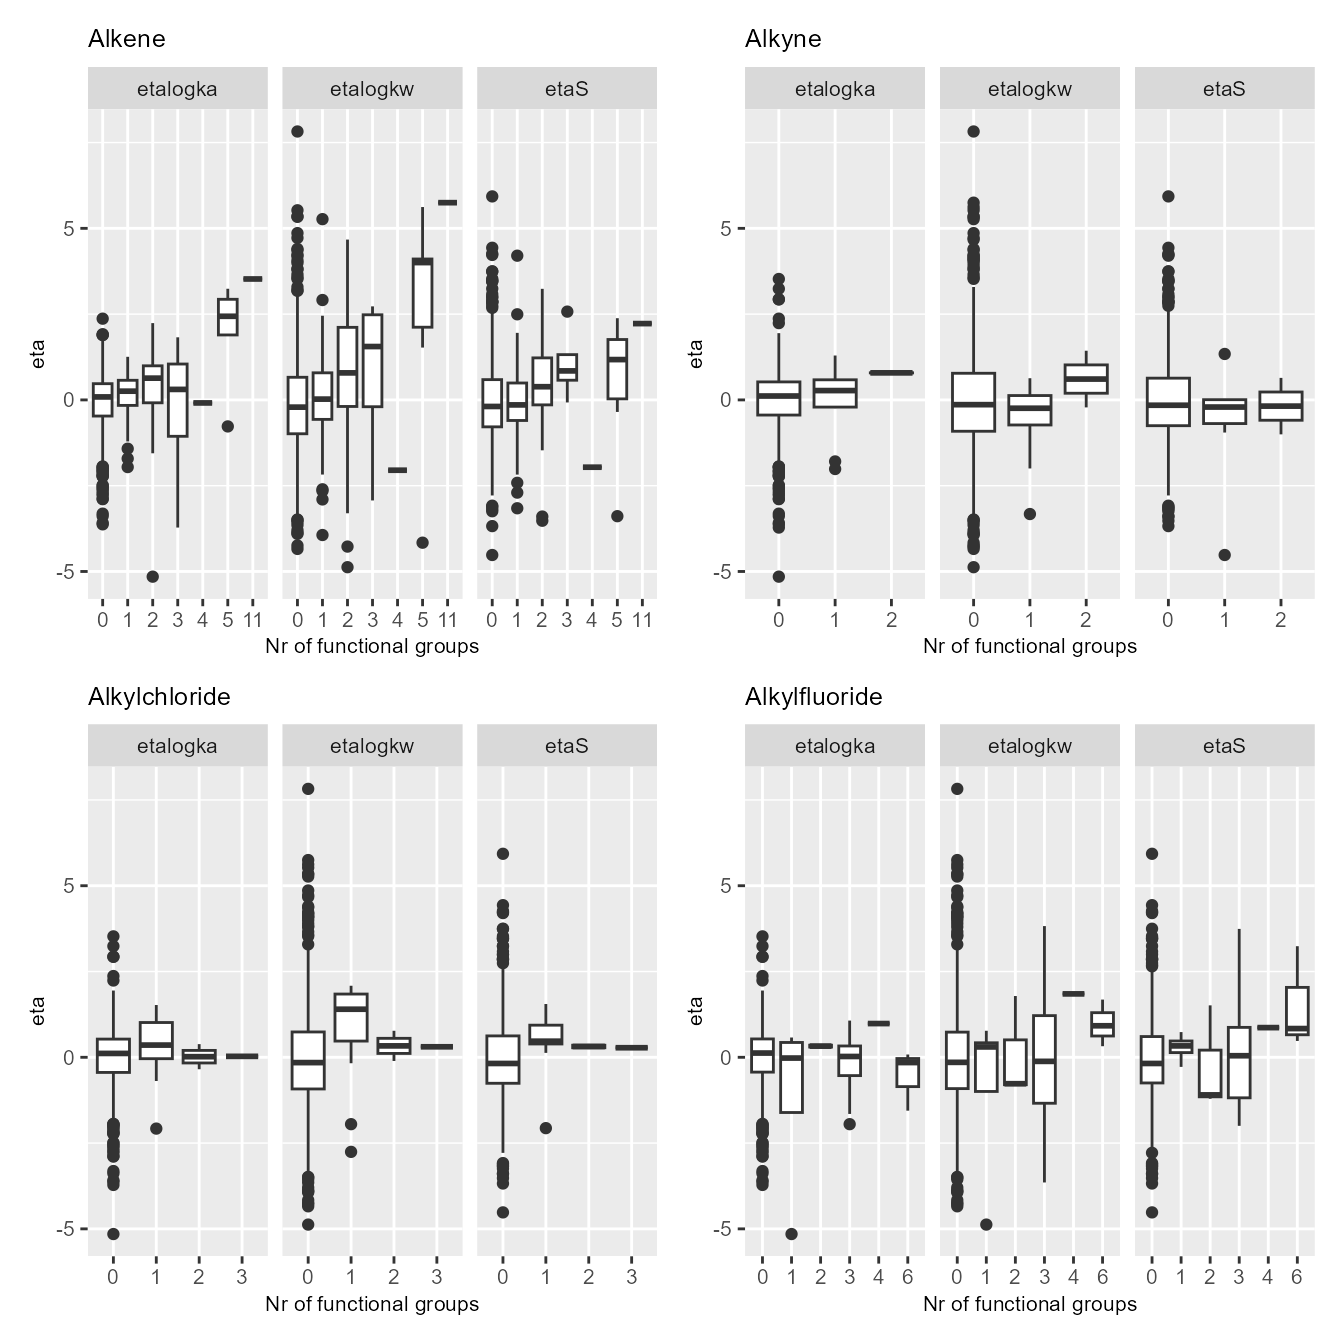 Alkene
etalogka etalogkw etaS
5
0
-5
eta
0 1 2 3 4 5 11 0 1 2 3 4 5 11 0 1 2 3 4 5 11
Nr of functional groups
Alkyne
etalogka etalogkw etaS
5
0
-5
eta
0 1 2 0 1 2 0 1 2
Nr of functional groups
Alkylchloride
etalogka etalogkw etaS
5
0
-5
eta
0 1 2 3 0 1 2 3 0 1 2 3
Nr of functional groups
Alkylfluoride
etalogka etalogkw etaS
5
0
-5
eta
0 1 2 3 4 6 0 1 2 3 4 6 0 1 2 3 4 6
Nr of functional groups